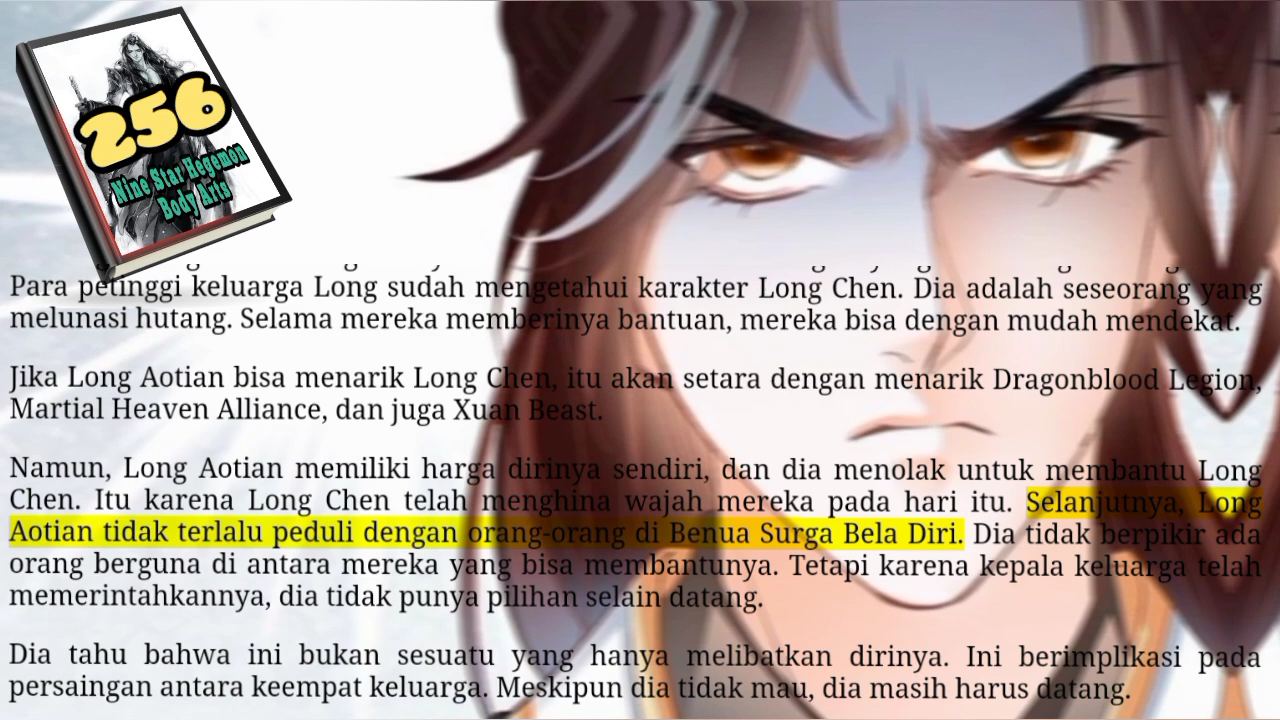 256
Nine Star Hegemon
Body Arts
Para petinggi keluarga Long sudah mengetahui karakter Long Chen. Dia adalah seseorang yang
melunasi hutang. Selama mereka memberinya bantuan, mereka bisa dengan mudah mendekat.
Jika Long Aotian bisa menarik Long Chen, itu akan setara dengan menarik Dragonblood Legion,
Martial Heaven Alliance, dan juga Xuan Beast.
Namun, Long Aotian memiliki harga dirinya sendiri, dan dia menolak untuk membantu Long
Chen. Itu karena Long Chen telah menghina wajah mereka pada hari itu. Selanjutnya, Long
Aotian tidak terlalu peduli dengan orang-orang di Benua Surga Bela Diri. Dia tidak berpikir ada
orang berguna di antara mereka yang bisa membantunya. Tetapi karena kepala keluarga telah
memerintahkannya, dia tidak punya pilihan selain datang.
Dia tahu bahwa ini bukan sesuatu yang hanya melibatkan dirinya. Ini berimplikasi pada
persaingan antara keempat keluarga. Meskipun dia tidak mau, dia masih harus datang.